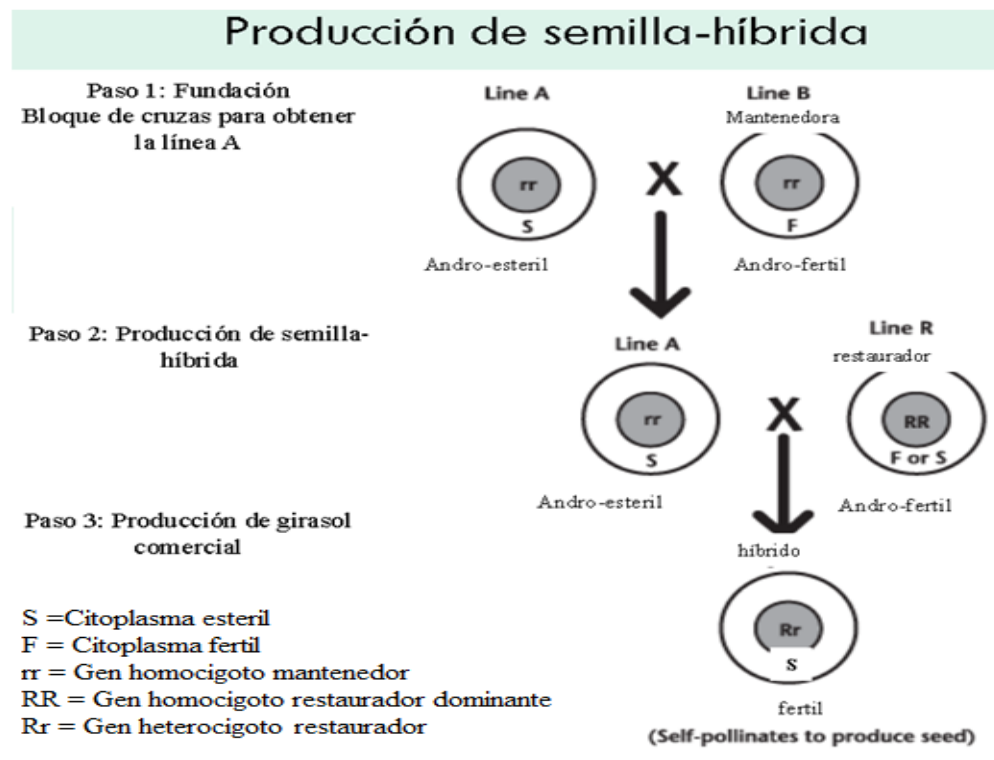 Producción de semilla-híbrida
Paso 1: Fundación
Bloque de cruzas para obtener
la línea A
Line A
Line B
Mantenedora
rr
S
X
rr
F
Andro-esteril
Andro-fertil
Paso 2: Producción de semilla-
híbrida
Line A
Line R
restaurador
rr
S
X
RR
F or S
Andro-esteril
Andro-fertil
Paso 3: Producción de girasol
comercial
híbrido
Rr
S
fertil
(Self-pollinates to produce seed)
S =Citoplasma esteril
F = Citoplasma fertil
rr = Gen homocigoto mantenedor
RR = Gen homocigoto restaurador dominante
Rr = Gen heterocigoto restaurador